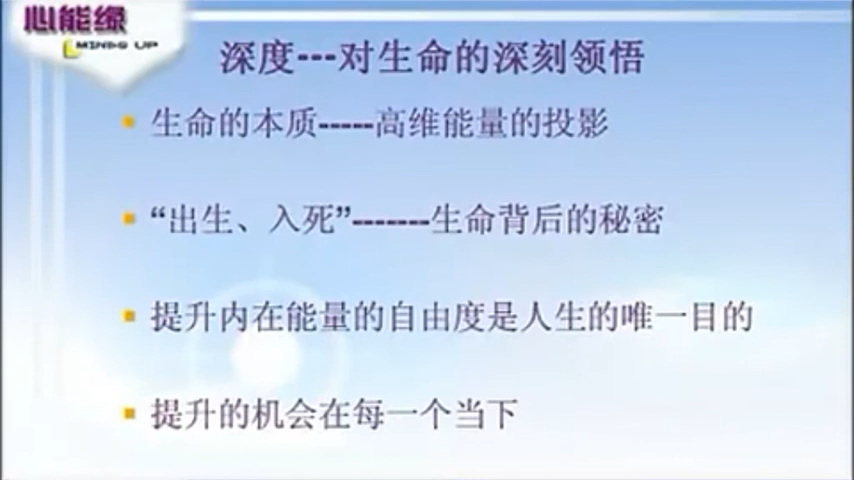 心能缘
MINDS UP
深度---对生命的深刻领悟
生命的本质-----高维能量的投影
“出生、入死”-------生命背后的秘密
提升内在能量的自由度是人生的唯一目的
提升的机会在每一个当下